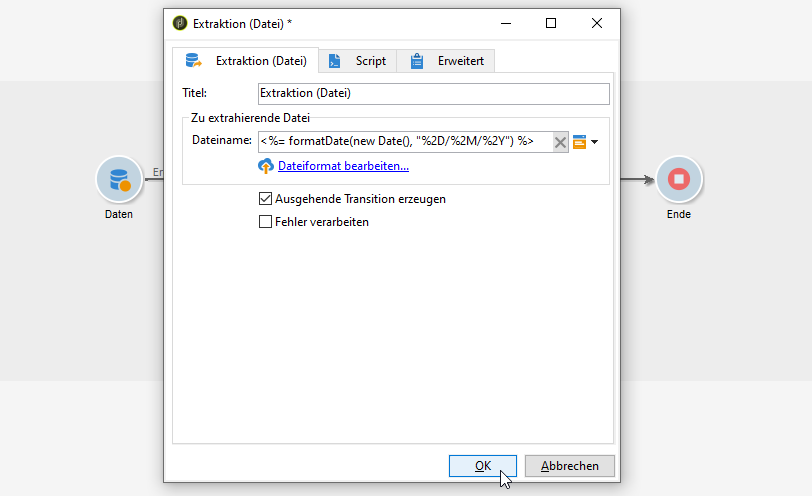 Extraktion (Datei) *
Extraktion (Datei)
Script
Erweitert
Titel:
Extraktion (Datei)
Zu extrahierende Datei
Dateiname:
<%= formatDate(new Date(), "%2D/%2M/%2Y") %>
Dateiformat bearbeiten...
Ausgehende Transition erzeugen
Fehler verarbeiten
Er
Daten
Ende
OK
Abbrechen